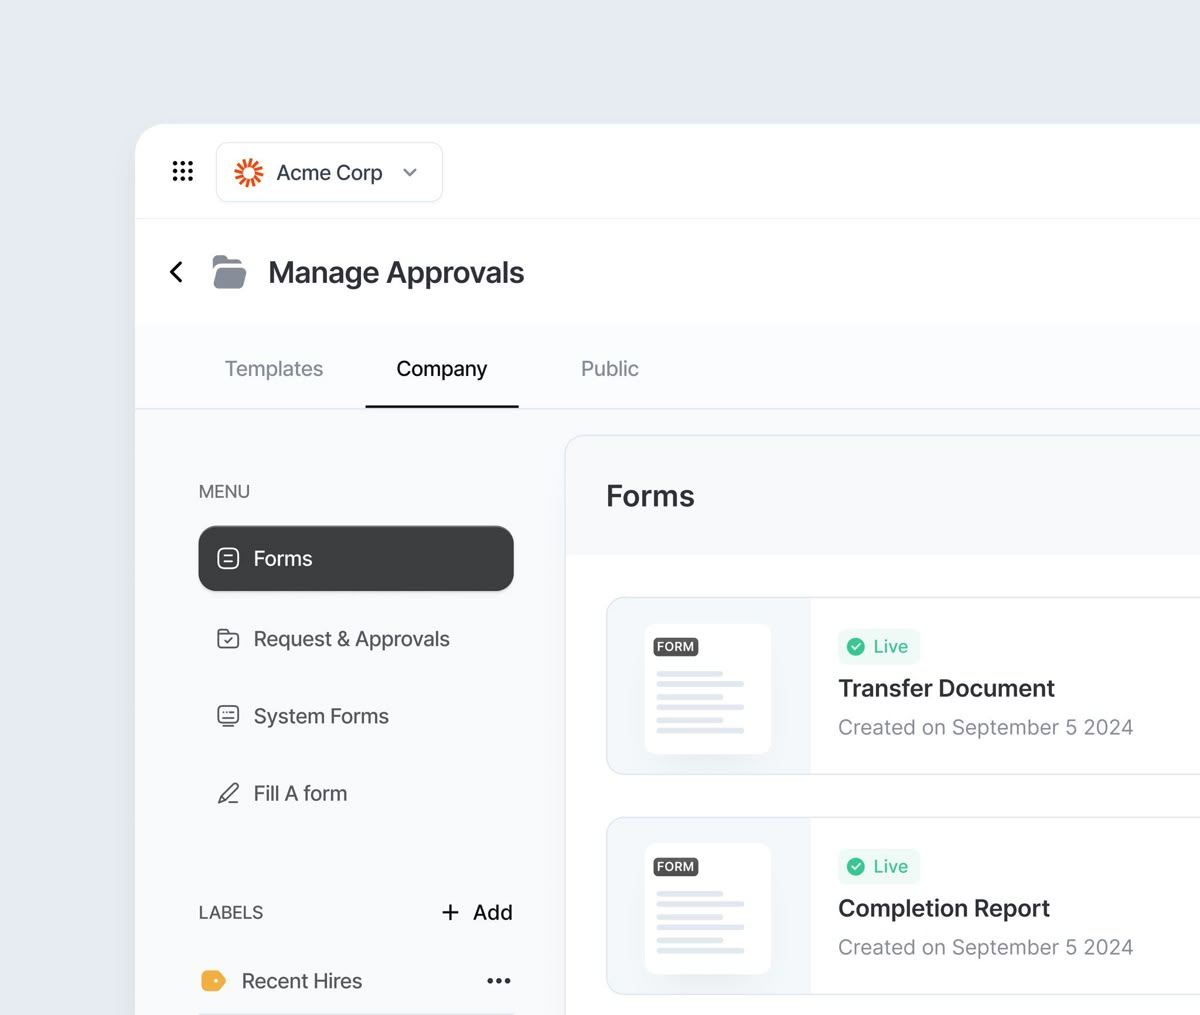 Acme Corp
Manage Approvals
Templates
Company
Public
MENU
Forms
Request & Approvals
System Forms
Fill A form
LABELS
Add
Recent Hires
Forms
FORM
Live
Transfer Document
Created on September 5 2024
FORM
Live
Completion Report
Created on September 5 2024